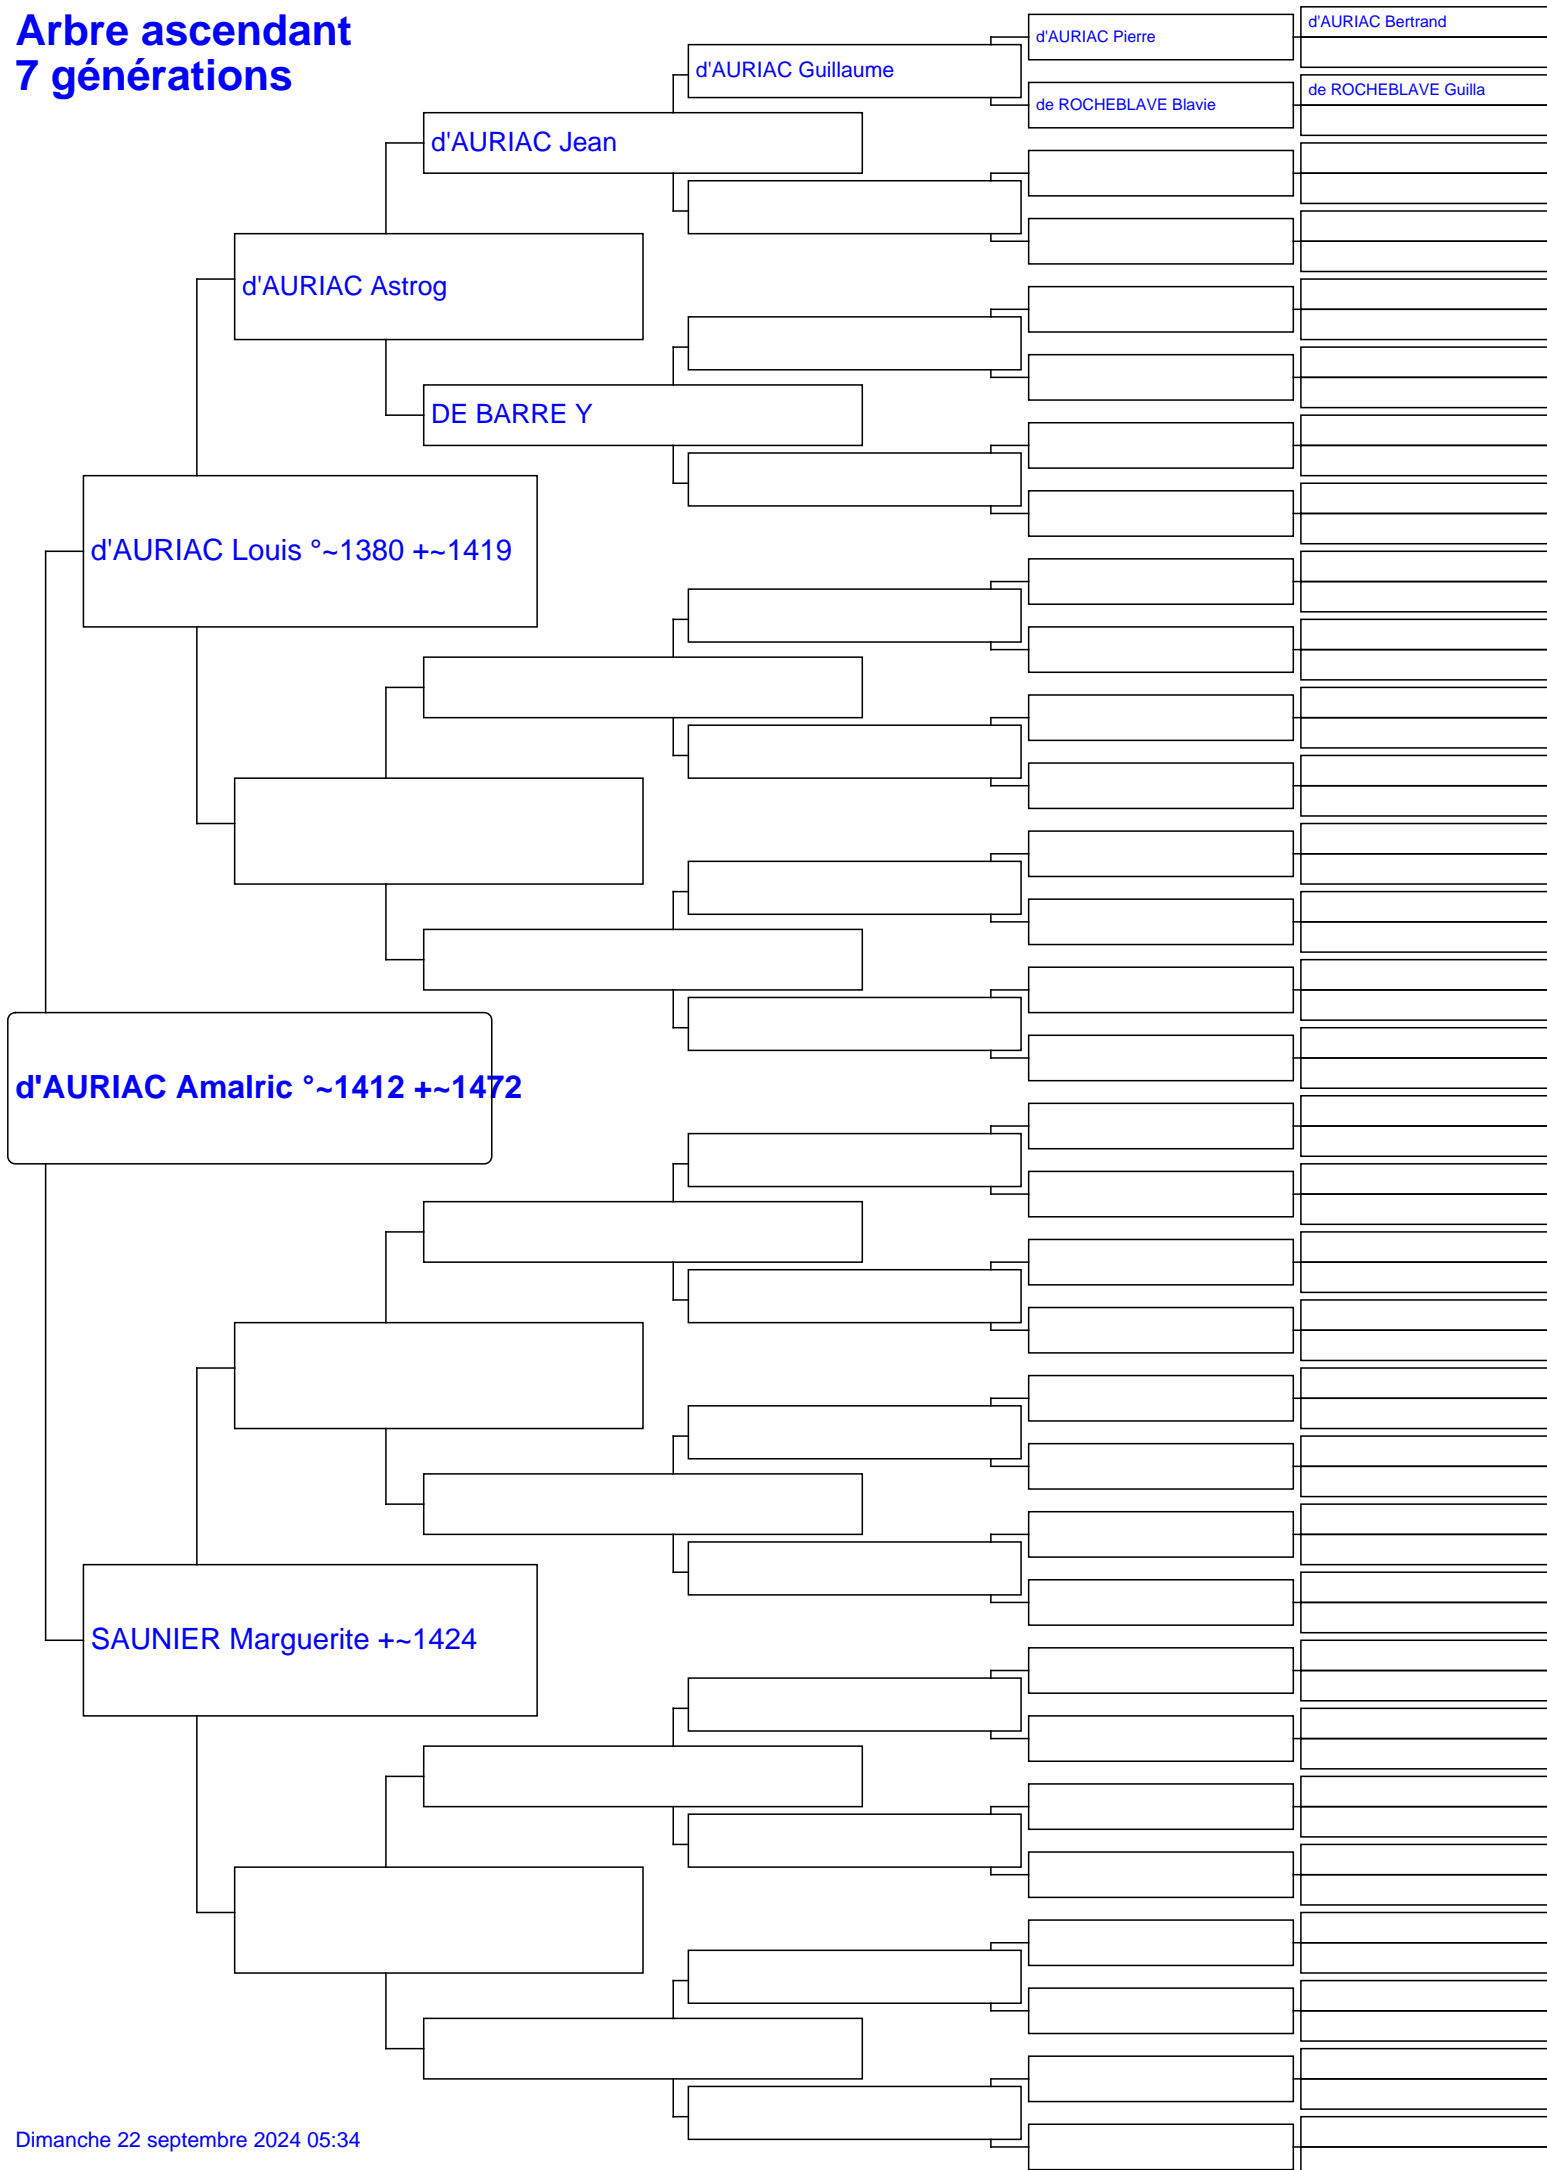 Arbre ascendant
7 générations
d'AURIAC Bertrand
d'AURIAC Pierre
d'AURIAC Guillaume
de ROCHEBLAVE Guilla
de ROCHEBLAVE Blavie
d'AURIAC Jean
d'AURIAC Astrog
DE BARRE Y
d'AURIAC Louis °~1380 +~1419
d'AURIAC Amalric °~1412 +~1472
SAUNIER Marguerite +~1424
Dimanche 22 septembre 2024 05:34